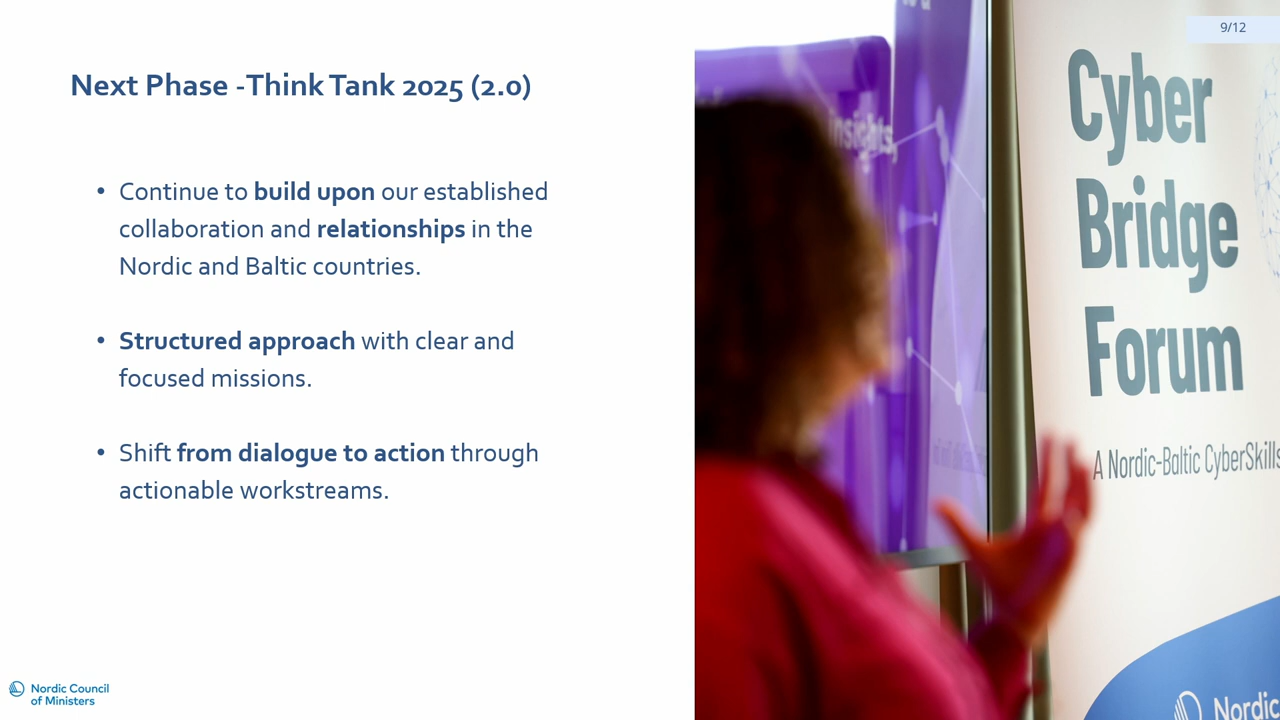 9/12
Next Phase -Think Tank 2025 (2.0)
• Continue to build upon our established
collaboration and relationships in the
Nordic and Baltic countries.
• Structured approach with clear and
focused missions.
• Shift from dialogue to action through
actionable workstreams.
Nordic Council
of Ministers
insights,
Cyber
Bridge
Forum
A Nordic-Baltic CyberSkills
Nordic